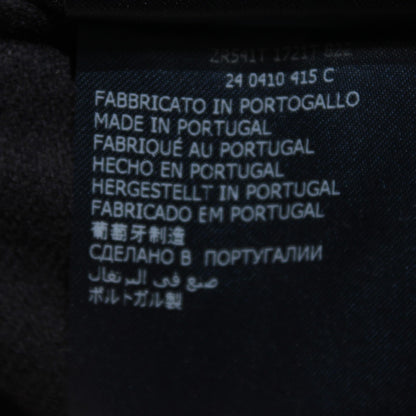 24 0410 415 C
FABBRICATO IN PORTOGALLO
MADE IN PORTUGAL
FABRIQUÉ AU PORTUGAL
HECHO EN PORTUGAL
HERGESTELLT IN PORTUGAL
FABRICADO EM PORTUGAL
葡萄牙制造
СДЕЛАНО В ПОРТУГАЛИИ
صنع في البرتغال
ポルトガル製